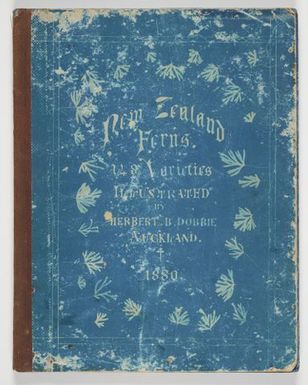 New Zealand
Ferns.
148 Varieties
ILLUSTRATED
BY
HERBERT. B. DOBBIE
AUCKLAND.
1880